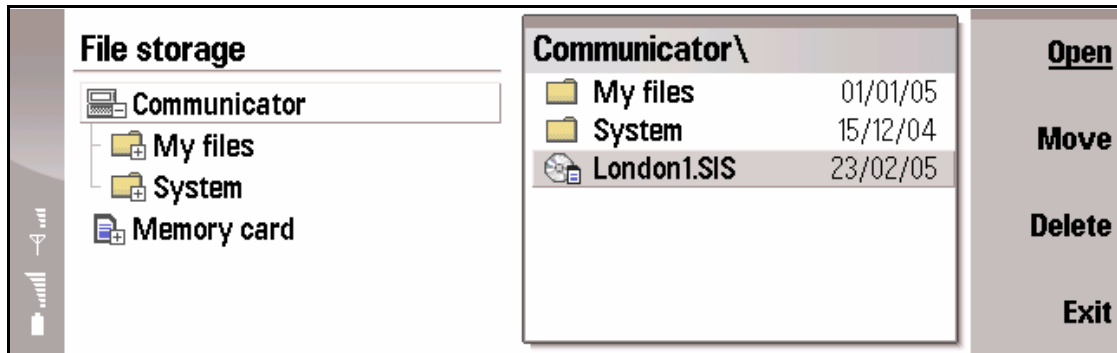 File storage
Communicator
My files
System
Memory card
Communicator\
My files 01/01/05
System 15/12/04
London1.SIS 23/02/05
Open
Move
Delete
Exit